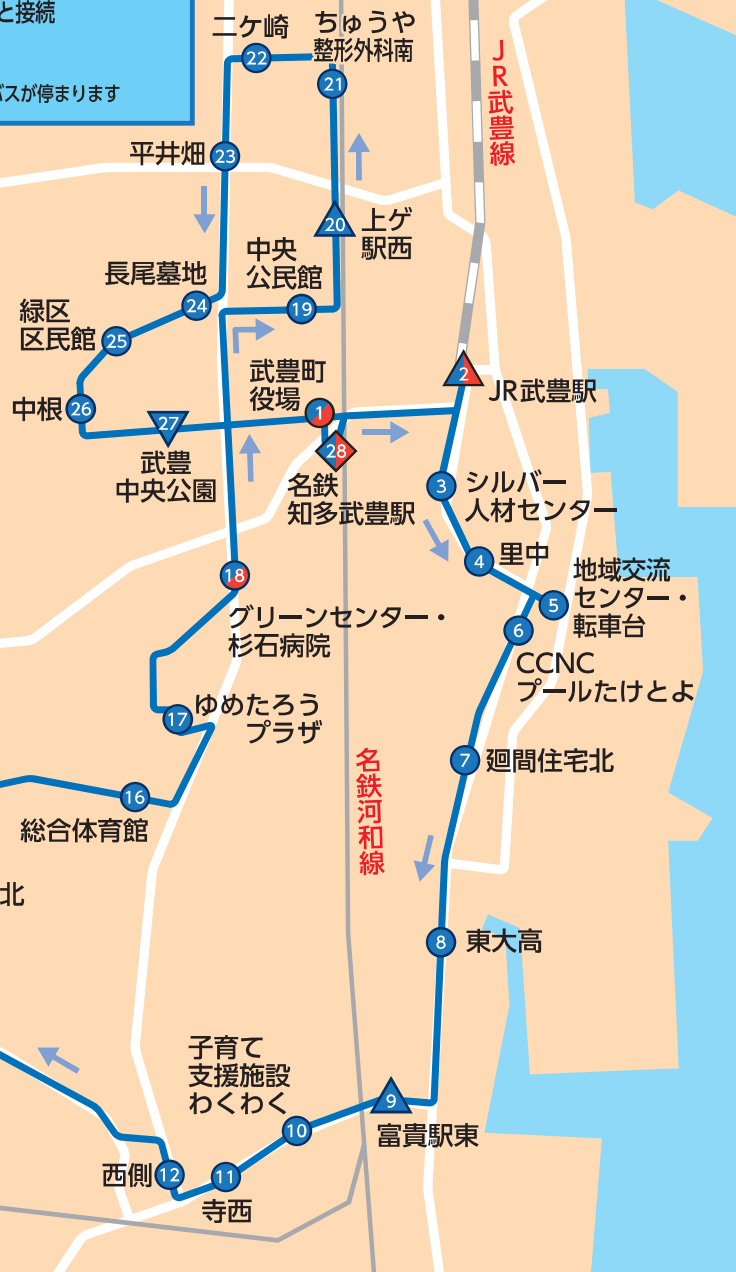 と接続
バスが停まります
二ケ崎
22
ちゅうや
整形外科南
21
JR武豊線
平井畑
23
20
上ゲ
駅西
中央
公民館
19
長尾墓地
24
緑区
区民館
25
中根
26
27
武豊
中央公園
武豊町
役場
1
28
名鉄
知多武豊駅
2
JR武豊駅
3
シルバー
人材センター
4
里中
5
地域交流
センター・
転車台
6
CCNC
プールたけとよ
18
グリーンセンター・
杉石病院
17
ゆめたろう
プラザ
16
総合体育館
名鉄河和線
7
廻間住宅北
北
8
東大高
子育て
支援施設
わくわく
10
9
富貴駅東
西側
12
11
寺西